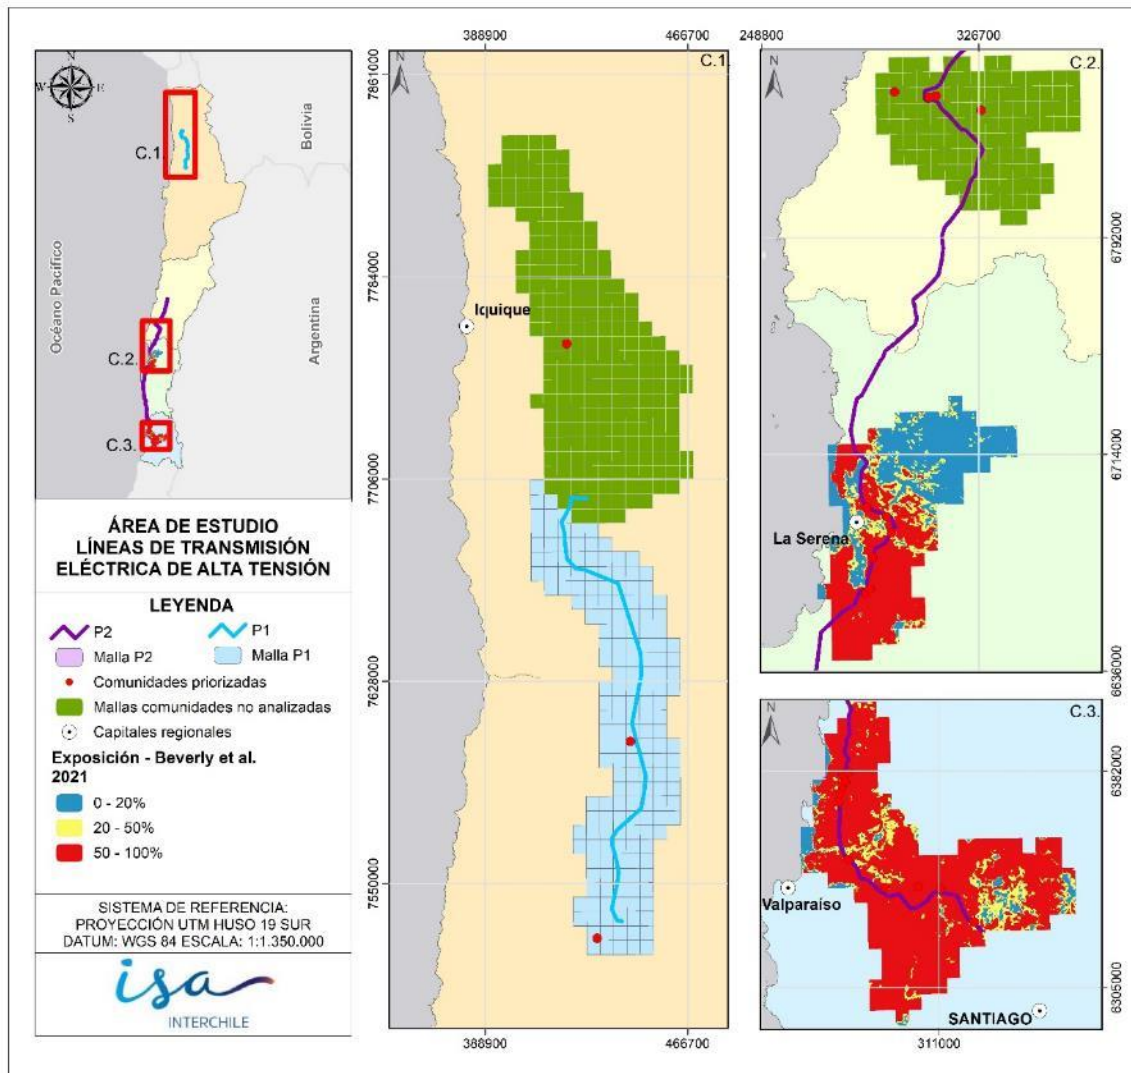 N
W
E
S
C.1.
C.2.
C.3.
Bolivia
Océano Pacífico
Argentina
ÁREA DE ESTUDIO
LÍNEAS DE TRANSMISIÓN
ELÉCTRICA DE ALTA TENSIÓN
LEYENDA
P2
P1
Malla P2
Malla P1
Comunidades priorizadas
Mallas comunidades no analizadas
Capitales regionales
Exposición - Beverly et al.
2021
0 - 20%
20 - 50%
50 - 100%
SISTEMA DE REFERENCIA:
PROYECCIÓN UTM HUSO 19 SUR
DATUM: WGS 84 ESCALA: 1:1.350.000
isa
INTERCHILE
388900
466700
C.1.
N
7861000
7784000
7706000
7628000
7550000
Iquique
388900
466700
248800
326700
C.2.
N
6792000
6714000
6636000
La Serena
C.3.
N
6382000
6305000
Valparaíso
SANTIAGO
311000